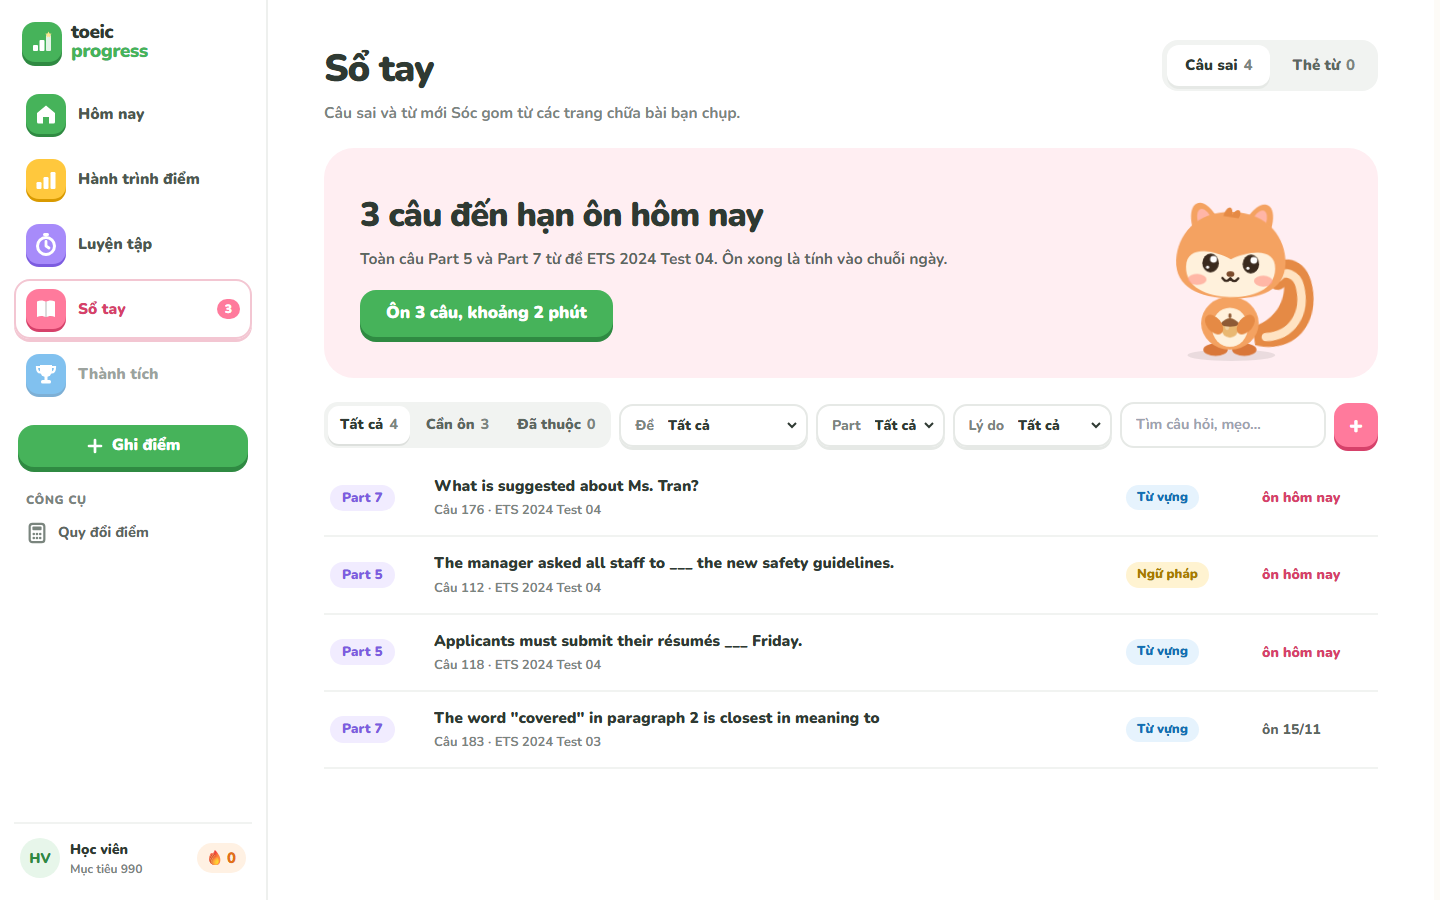 toeic
progress
Hôm nay
Hành trình điểm
Luyện tập
Sổ tay 3
Thành tích
+ Ghi điểm
CÔNG CỤ
Quy đổi điểm
HV Học viên
Mục tiêu 990
0
Sổ tay
Câu sai 4 Thẻ từ 0
Câu sai và từ mới Sóc gom từ các trang chữa bài bạn chụp.
3 câu đến hạn ôn hôm nay
Toàn câu Part 5 và Part 7 từ đề ETS 2024 Test 04. Ôn xong là tính vào chuỗi ngày.
Ôn 3 câu, khoảng 2 phút
Tất cả 4 Cần ôn 3 Đã thuộc 0 Đề Tất cả Part Tất cả Lý do Tất cả Tìm câu hỏi, mẹo... +
Part 7 What is suggested about Ms. Tran? Từ vựng ôn hôm nay
Câu 176 · ETS 2024 Test 04
Part 5 The manager asked all staff to ___ the new safety guidelines. Ngữ pháp ôn hôm nay
Câu 112 · ETS 2024 Test 04
Part 5 Applicants must submit their résumés ___ Friday. Từ vựng ôn hôm nay
Câu 118 · ETS 2024 Test 04
Part 7 The word "covered" in paragraph 2 is closest in meaning to Từ vựng ôn 15/11
Câu 183 · ETS 2024 Test 03